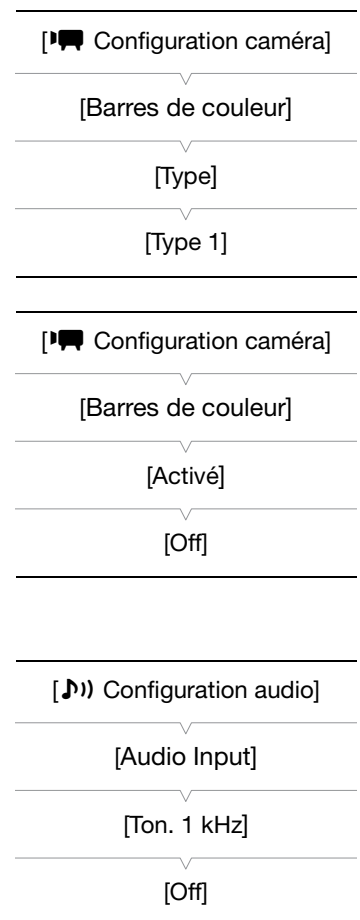 [ Configuration caméra]
[Barres de couleur]
[Type]
[Type 1]
[ Configuration caméra]
[Barres de couleur]
[Activé]
[Off]
[ Configuration audio]
[Audio Input]
[Ton. 1 kHz]
[Off]